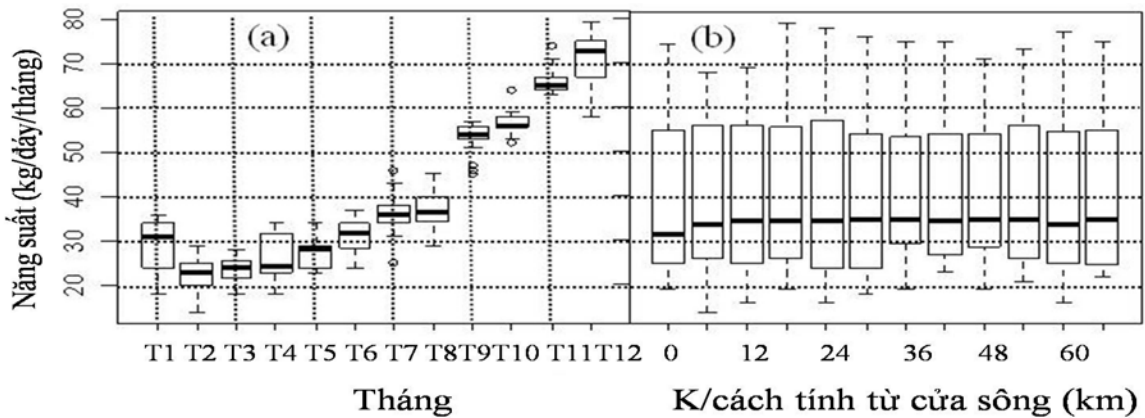 (a)
(b)
Năng suất (kg/đáy/tháng)
80
70
60
50
40
30
20
T1 T2 T3 T4 T5 T6 T7 T8 T9 T10 T11 T12
0 12 24 36 48 60
Tháng
K/cách tính từ cửa sông (km)